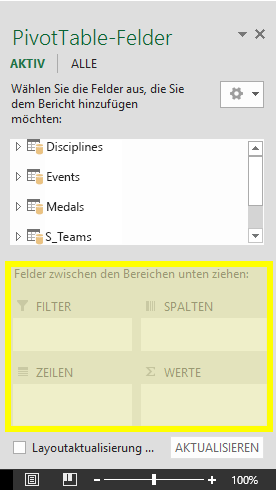 PivotTable-Felder
AKTIV | ALLE
Wählen Sie die Felder aus, die Sie
dem Bericht hinzufügen
möchten:
Disciplines
Events
Medals
S_Teams
Felder zwischen den Bereichen unten ziehen:
FILTER SPALTEN
ZEILEN Σ WERTE
Layoutaktualisierung ... AKTUALISIEREN
100%